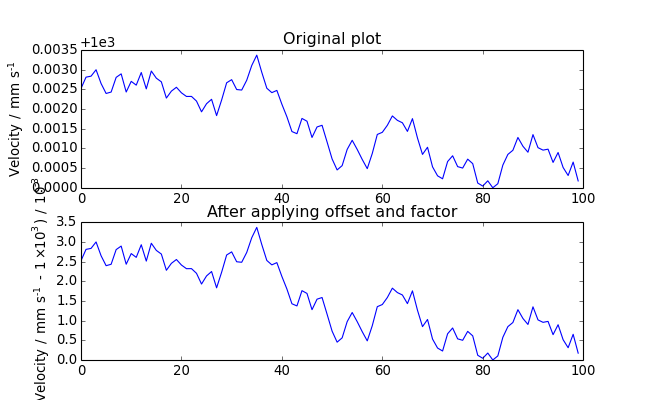 Original plot
+1e3
0.0035
0.0030
0.0025
0.0020
0.0015
0.0010
0.0005
0.0000
Velocity / mm s⁻¹
0 20 40 60 80 100
After applying offset and factor
3.5
3.0
2.5
2.0
1.5
1.0
0.5
0.0
Velocity / mm s⁻¹ - 1×10³) / 10⁻³
0 20 40 60 80 100